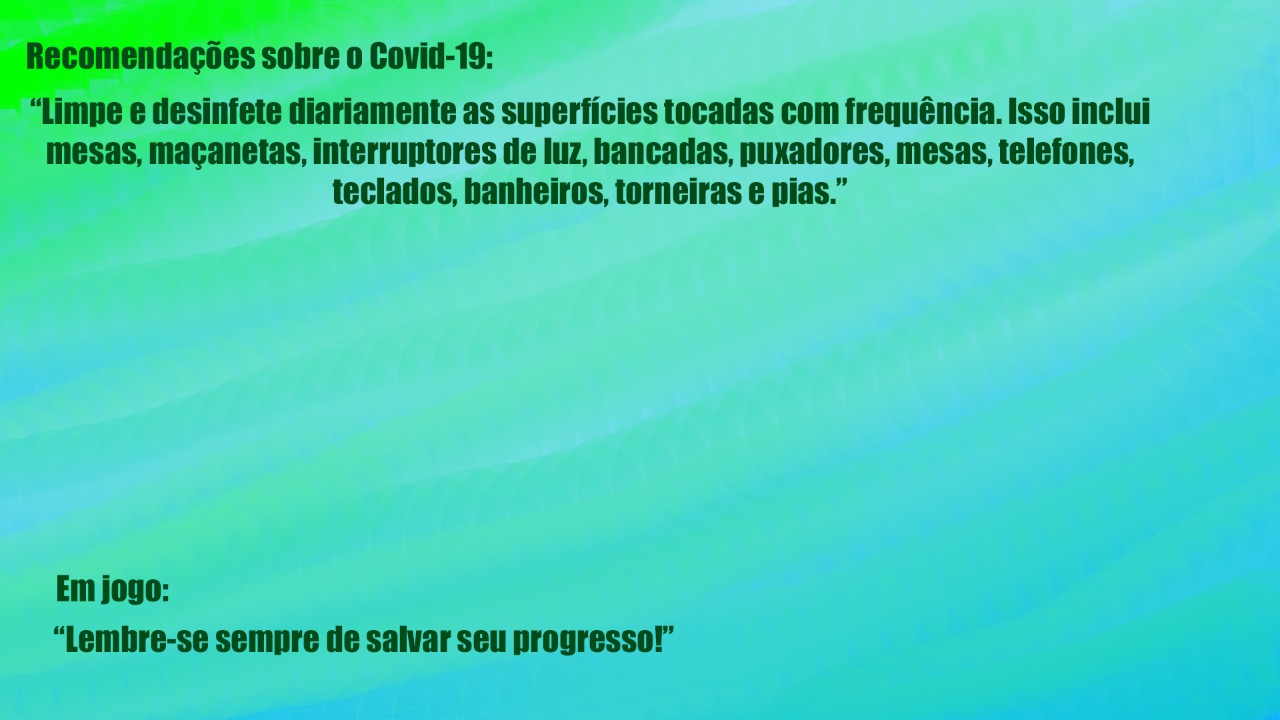 Recomendações sobre o Covid-19:
“Limpe e desinfete diariamente as superfícies tocadas com frequência. Isso inclui
mesas, maçanetas, interruptores de luz, bancadas, puxadores, mesas, telefones,
teclados, banheiros, torneiras e pias.”
Em jogo:
“Lembre-se sempre de salvar seu progresso!”